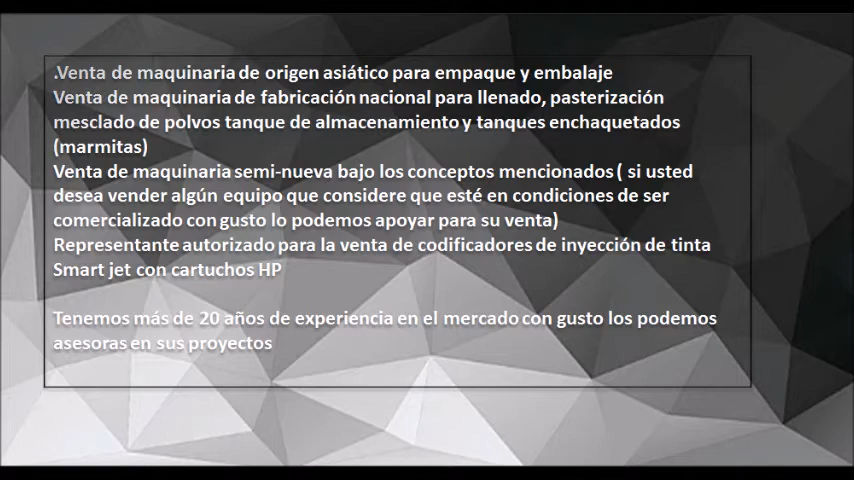 .Venta de maquinaria de origen asiático para empaque y embalaje
Venta de maquinaria de fabricación nacional para llenado, pasterización
mesclado de polvos tanque de almacenamiento y tanques enchaquetados
(marmitas)
Venta de maquinaria semi-nueva bajo los conceptos mencionados ( si usted
desea vender algún equipo que considere que esté en condiciones de ser
comercializado con gusto lo podemos apoyar para su venta)
Representante autorizado para la venta de codificadores de inyección de tinta
Smart jet con cartuchos HP
Tenemos más de 20 años de experiencia en el mercado con gusto los podemos
asesoras en sus proyectos